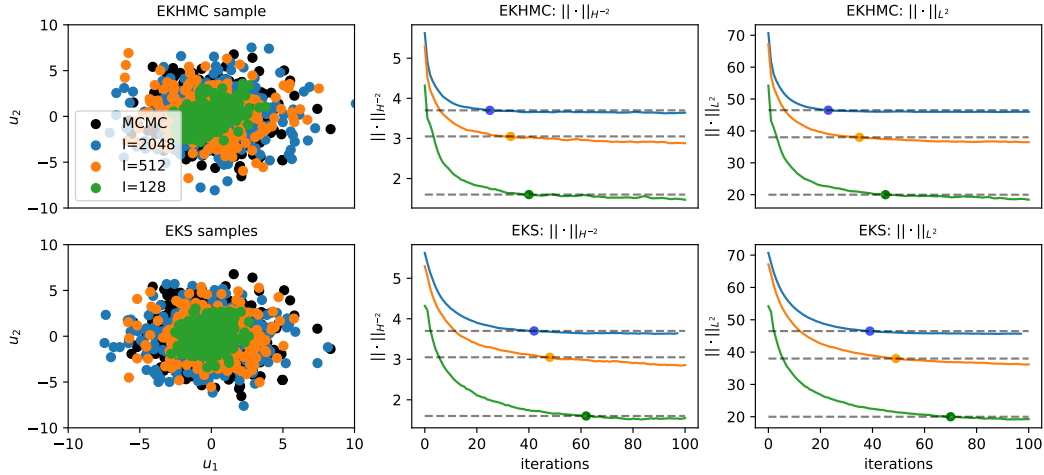 EKHMC sample
EKHMC: || · ||_{H^{-2}}
EKHMC: || · ||_{L^2}
u_2
10
5
0
−5
−10
MCMC
I=2048
I=512
I=128
|| · ||_{H^{-2}}
5
4
3
2
|| · ||_{L^2}
70
60
50
40
30
20
EKS samples
EKS: || · ||_{H^{-2}}
EKS: || · ||_{L^2}
u_2
10
5
0
−5
−10
−10 −5 0 5 10
u_1
|| · ||_{H^{-2}}
5
4
3
2
0 20 40 60 80 100
iterations
|| · ||_{L^2}
70
60
50
40
30
20
0 20 40 60 80 100
iterations